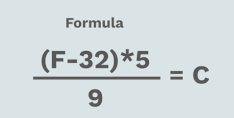 Formula
(F-32)*5
= C
9